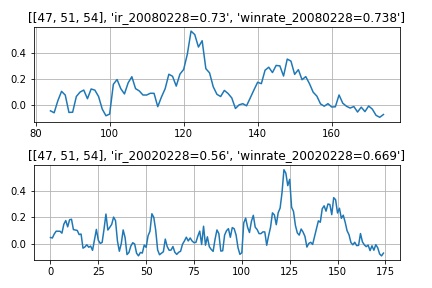 [[47, 51, 54], 'ir_20080228=0.73', 'winrate_20080228=0.738']
0.4
0.2
0.0
80 100 120 140 160
[[47, 51, 54], 'ir_20020228=0.56', 'winrate_20020228=0.669']
0.4
0.2
0.0
0 25 50 75 100 125 150 175